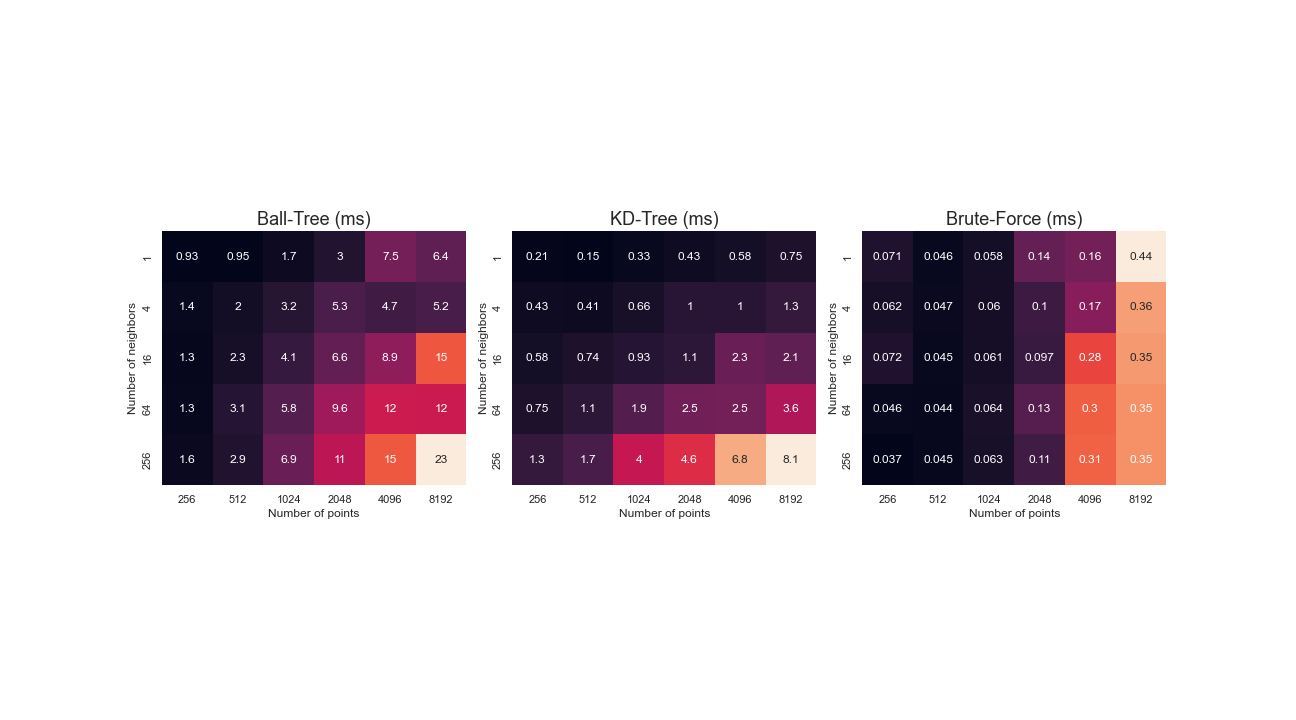 Ball-Tree (ms)
Number of neighbors
1 0.93 0.95 1.7 3 7.5 6.4
4 1.4 2 3.2 5.3 4.7 5.2
16 1.3 2.3 4.1 6.6 8.9 15
64 1.3 3.1 5.8 9.6 12 12
256 1.6 2.9 6.9 11 15 23
256 512 1024 2048 4096 8192
Number of points
KD-Tree (ms)
Number of neighbors
1 0.21 0.15 0.33 0.43 0.58 0.75
4 0.43 0.41 0.66 1 1 1.3
16 0.58 0.74 0.93 1.1 2.3 2.1
64 0.75 1.1 1.9 2.5 2.5 3.6
256 1.3 1.7 4 4.6 6.8 8.1
256 512 1024 2048 4096 8192
Number of points
Brute-Force (ms)
Number of neighbors
1 0.071 0.046 0.058 0.14 0.16 0.44
4 0.062 0.047 0.06 0.1 0.17 0.36
16 0.072 0.045 0.061 0.097 0.28 0.35
64 0.046 0.044 0.064 0.13 0.3 0.35
256 0.037 0.045 0.063 0.11 0.31 0.35
256 512 1024 2048 4096 8192
Number of points